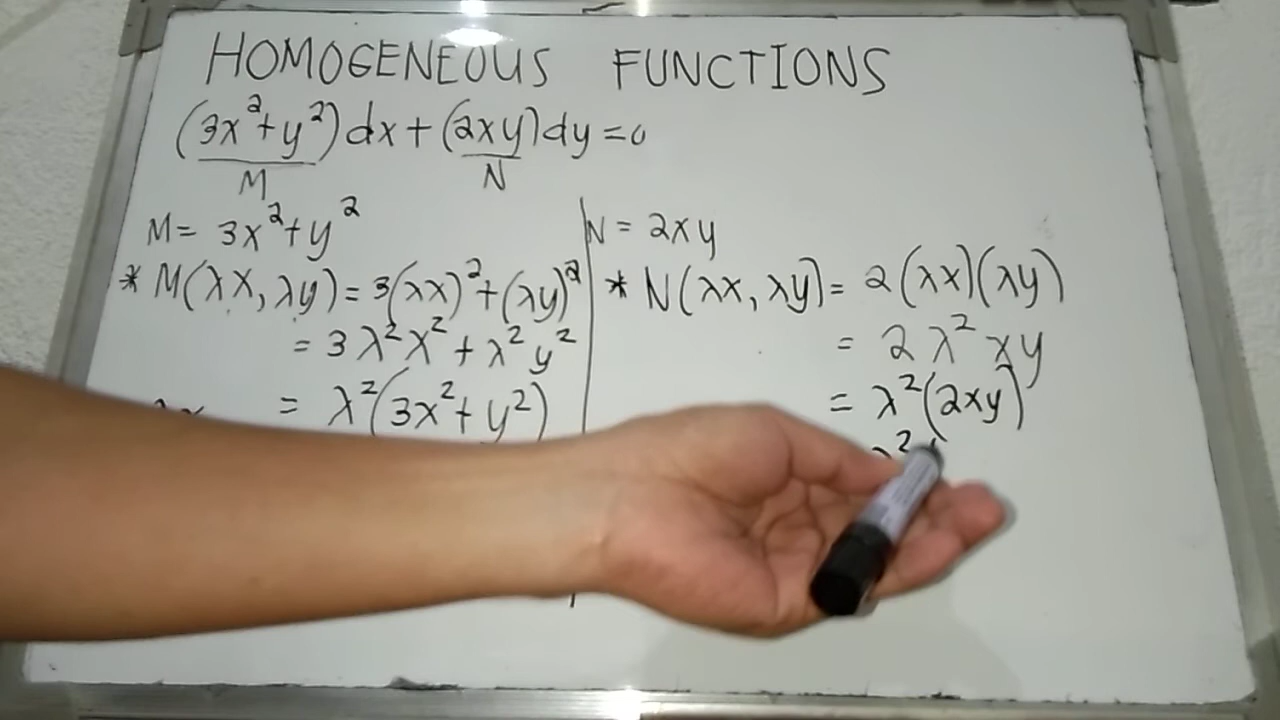 HOMOGENEOUS FUNCTIONS
(3x²+y²)dx+(2xy)dy=0
M N
M= 3x²+y²
* M(λx, λy)=3(λx)²+(λy)²
= 3λ²x²+λ²y²
= λ²(3x²+y²)
N = 2xy
* N(λx, λy)= 2(λx)(λy)
= 2λ²xy
= λ²(2xy)